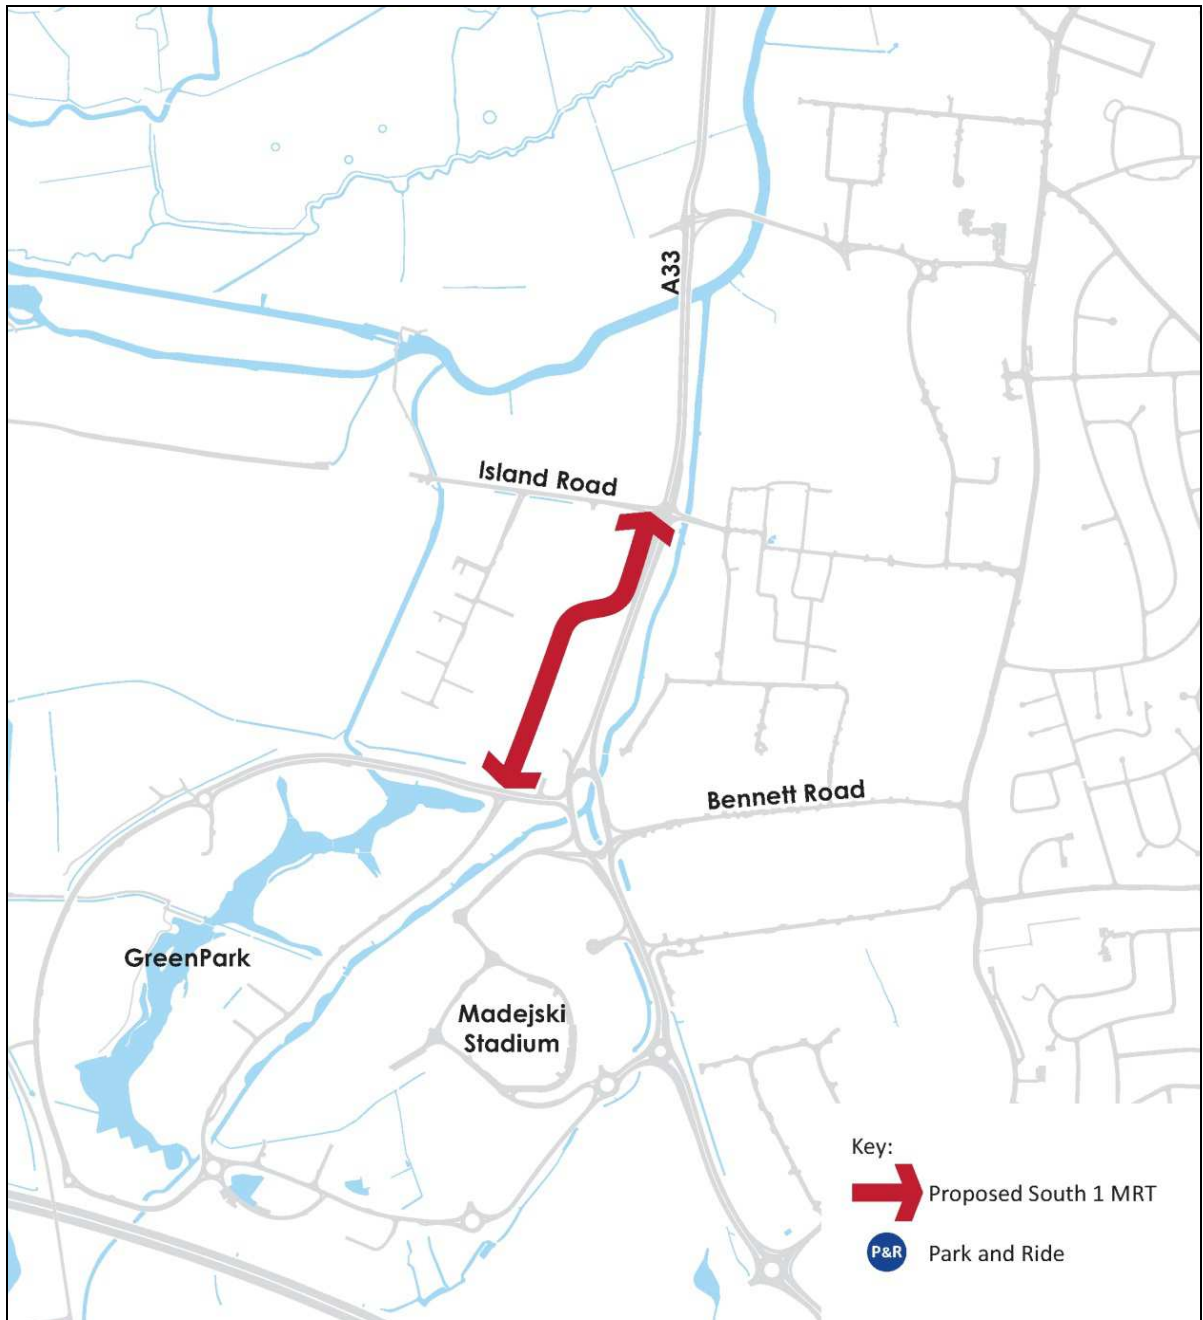 A33
Island Road
Bennett Road
GreenPark
Madejski
Stadium
Key:
Proposed South 1 MRT
P&R Park and Ride